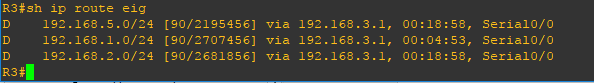 R3#sh ip route eig
D    192.168.5.0/24 [90/2195456] via 192.168.3.1, 00:18:58, Serial0/0
D    192.168.1.0/24 [90/2707456] via 192.168.3.1, 00:04:53, Serial0/0
D    192.168.2.0/24 [90/2681856] via 192.168.3.1, 00:18:58, Serial0/0
R3#